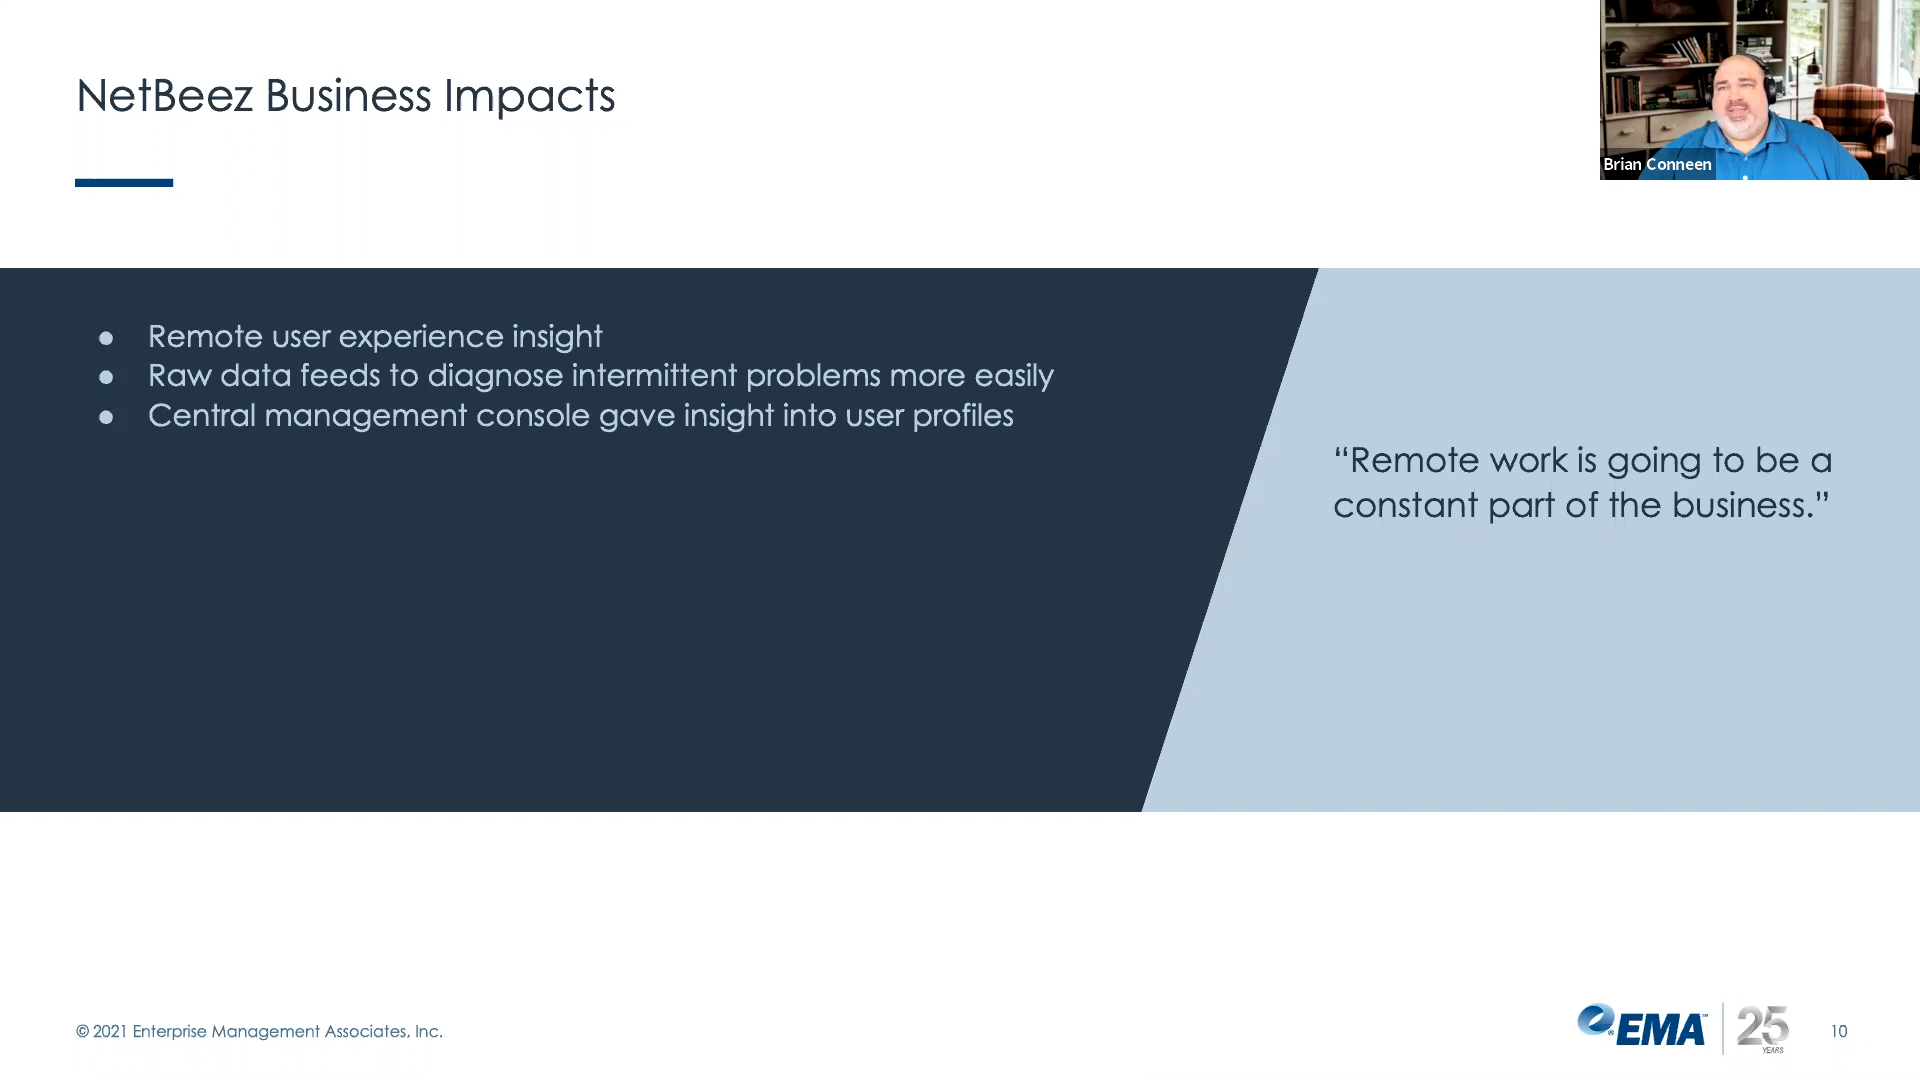 NetBeez Business Impacts
Brian Conneen
● Remote user experience insight
● Raw data feeds to diagnose intermittent problems more easily
● Central management console gave insight into user profiles
“Remote work is going to be a
constant part of the business.”
© 2021 Enterprise Management Associates, Inc.
EMA™
25
YEARS
10